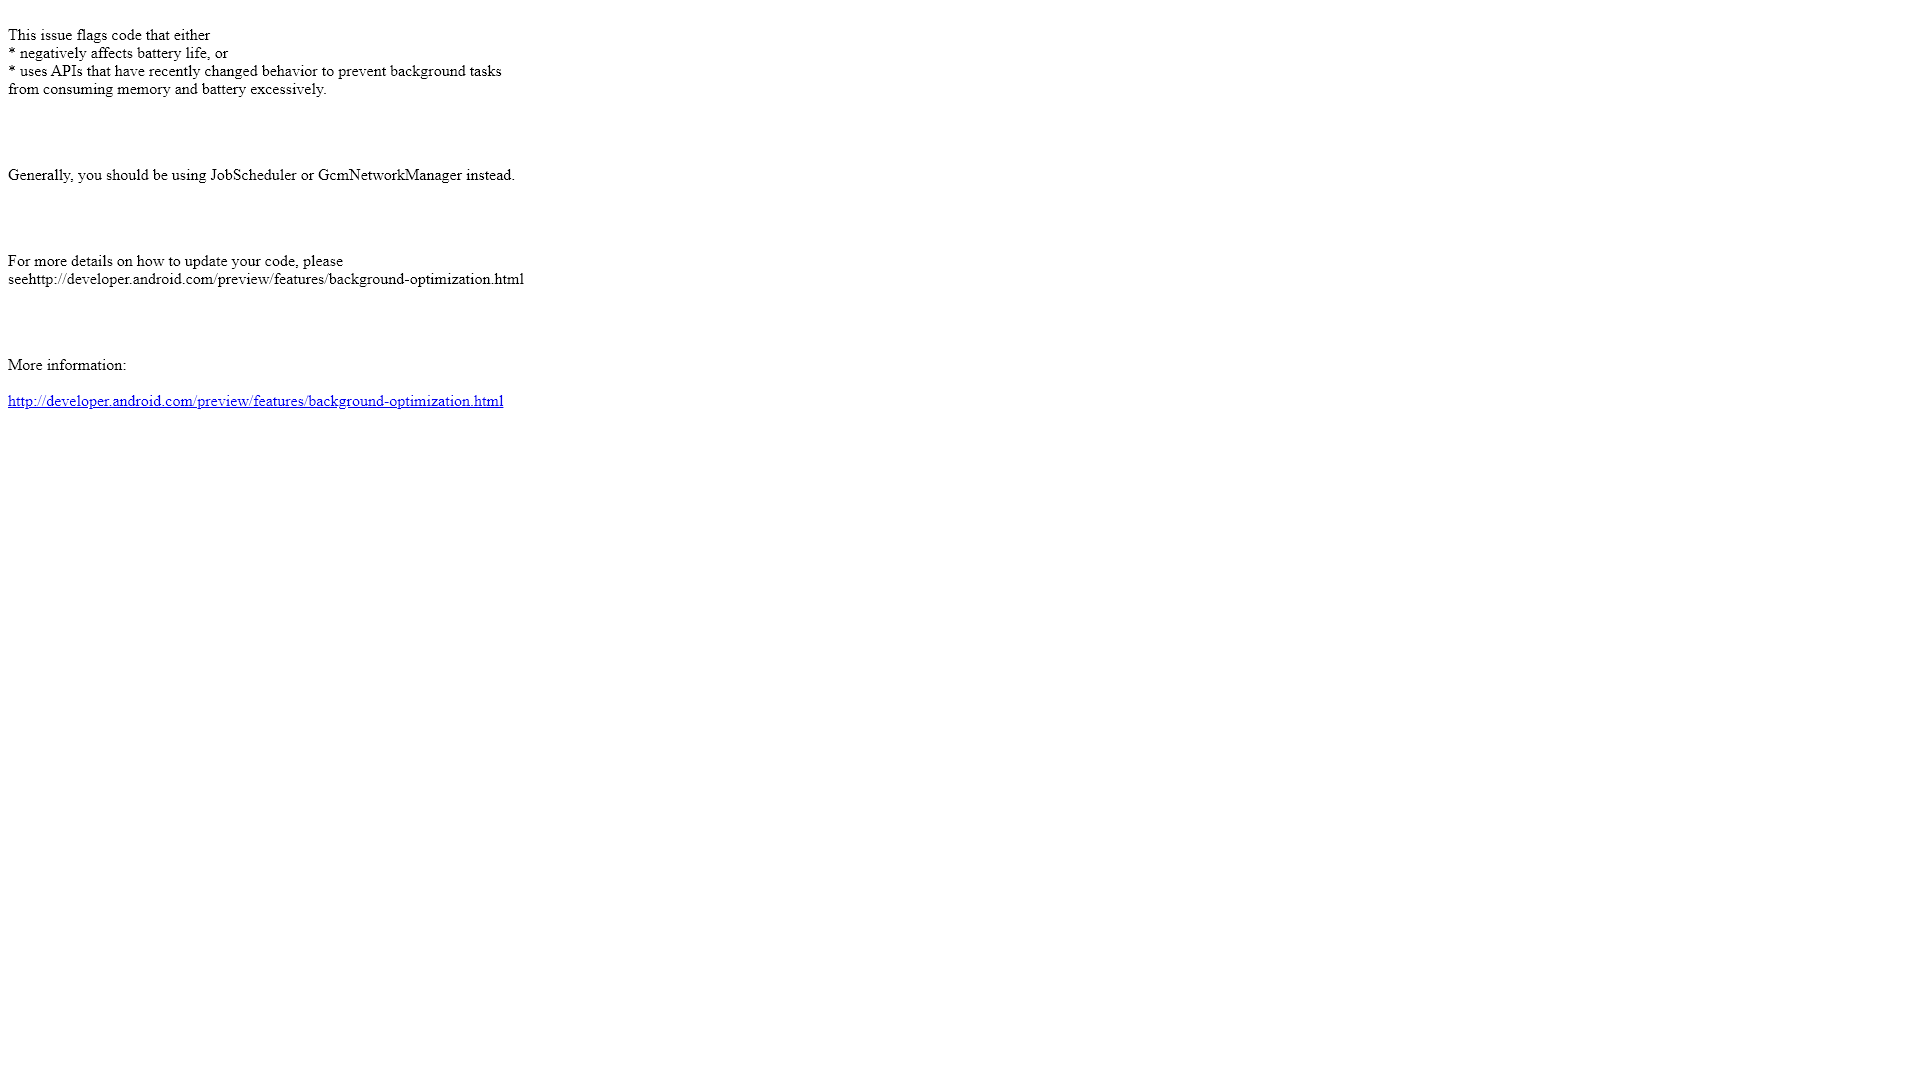 This issue flags code that either
* negatively affects battery life, or
* uses APIs that have recently changed behavior to prevent background tasks
from consuming memory and battery excessively.
Generally, you should be using JobScheduler or GcmNetworkManager instead.
For more details on how to update your code, please
seehttp://developer.android.com/preview/features/background-optimization.html
More information:
http://developer.android.com/preview/features/background-optimization.html